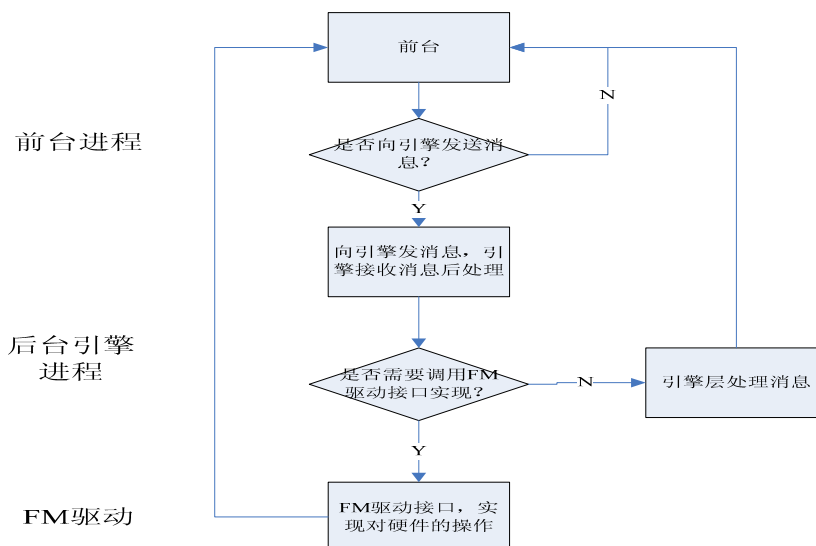 前台
N
前台进程
是否向引擎发送消
息？
Y
向引擎发消息，引
擎接收消息后处理
后台引擎
进程
是否需要调用FM
驱动接口实现？
N
引擎层处理消息
Y
FM驱动
FM驱动接口，实
现对硬件的操作